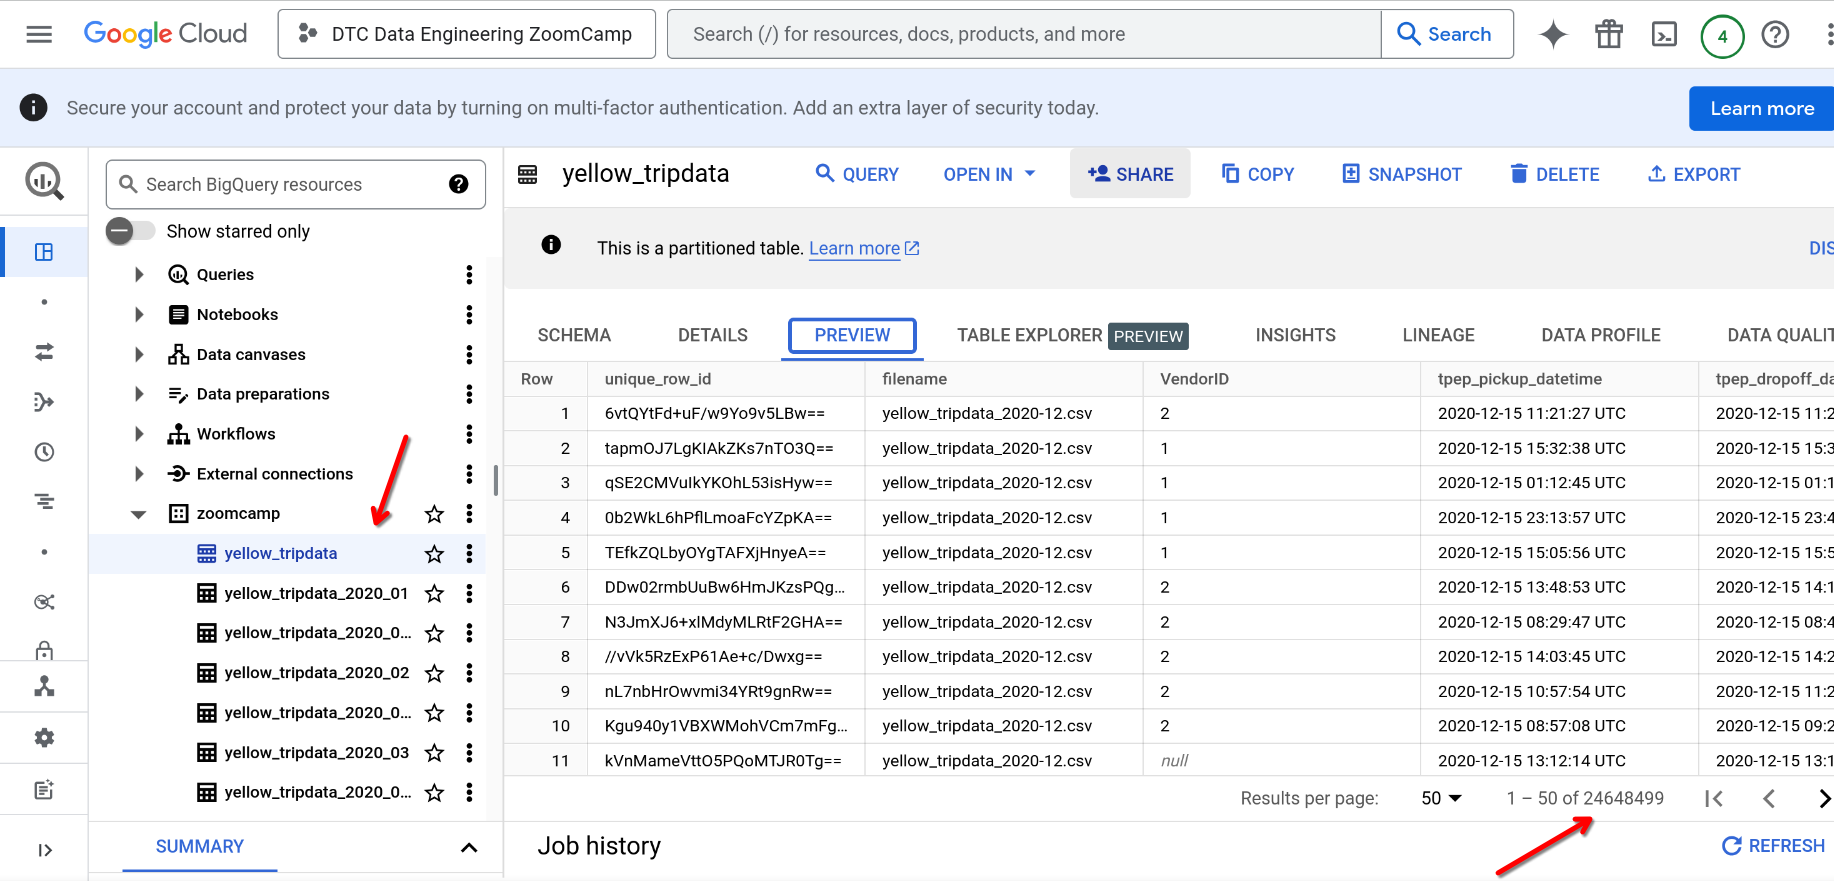 Google Cloud
DTC Data Engineering ZoomCamp
Search (/) for resources, docs, products, and more
Search
4
Secure your account and protect your data by turning on multi-factor authentication. Add an extra layer of security today.
Learn more
Search BigQuery resources
Show starred only
Queries
Notebooks
Data canvases
Data preparations
Workflows
External connections
zoomcamp
yellow_tripdata
yellow_tripdata_2020_01
yellow_tripdata_2020_0...
yellow_tripdata_2020_02
yellow_tripdata_2020_0...
yellow_tripdata_2020_03
yellow_tripdata_2020_0...
SUMMARY
yellow_tripdata
QUERY OPEN IN SHARE COPY SNAPSHOT DELETE EXPORT
This is a partitioned table. Learn more
DIS
SCHEMA DETAILS PREVIEW TABLE EXPLORER PREVIEW INSIGHTS LINEAGE DATA PROFILE DATA QUALIT
Row unique_row_id filename VendorID tpep_pickup_datetime tpep_dropoff_da
1 6vtQYtFd+uF/w9Yo9v5LBw== yellow_tripdata_2020-12.csv 2 2020-12-15 11:21:27 UTC 2020-12-15 11:2
2 tapmOJ7LgKIAkZKs7nTO3Q== yellow_tripdata_2020-12.csv 1 2020-12-15 15:32:38 UTC 2020-12-15 15:3
3 qSE2CMVulkYKOhL53isHyw== yellow_tripdata_2020-12.csv 1 2020-12-15 01:12:45 UTC 2020-12-15 01:1
4 0b2WkL6hPflLmoaFcYZpKA== yellow_tripdata_2020-12.csv 1 2020-12-15 23:13:57 UTC 2020-12-15 23:4
5 TEfkZQLbyOYgTAFXjHnyeA== yellow_tripdata_2020-12.csv 1 2020-12-15 15:05:56 UTC 2020-12-15 15:5
6 DDw02rmbUuBw6HmJKzsPQg... yellow_tripdata_2020-12.csv 2 2020-12-15 13:48:53 UTC 2020-12-15 14:1
7 N3JmXJ6+xlMdyMLRtF2GHA== yellow_tripdata_2020-12.csv 2 2020-12-15 08:29:47 UTC 2020-12-15 08:4
8 //vVk5RzExP61Ae+c/Dwxg== yellow_tripdata_2020-12.csv 2 2020-12-15 14:03:45 UTC 2020-12-15 14:2
9 nL7nbHrOwvmi34YRt9gnRw== yellow_tripdata_2020-12.csv 2 2020-12-15 10:57:54 UTC 2020-12-15 11:2
10 Kgu940y1VBXWMohVCm7mFg... yellow_tripdata_2020-12.csv 2 2020-12-15 08:57:08 UTC 2020-12-15 09:2
11 kVnMameVttO5PQoMTJR0Tg== yellow_tripdata_2020-12.csv null 2020-12-15 13:12:14 UTC 2020-12-15 13:1
Results per page: 50 1 – 50 of 24648499
Job history
REFRESH